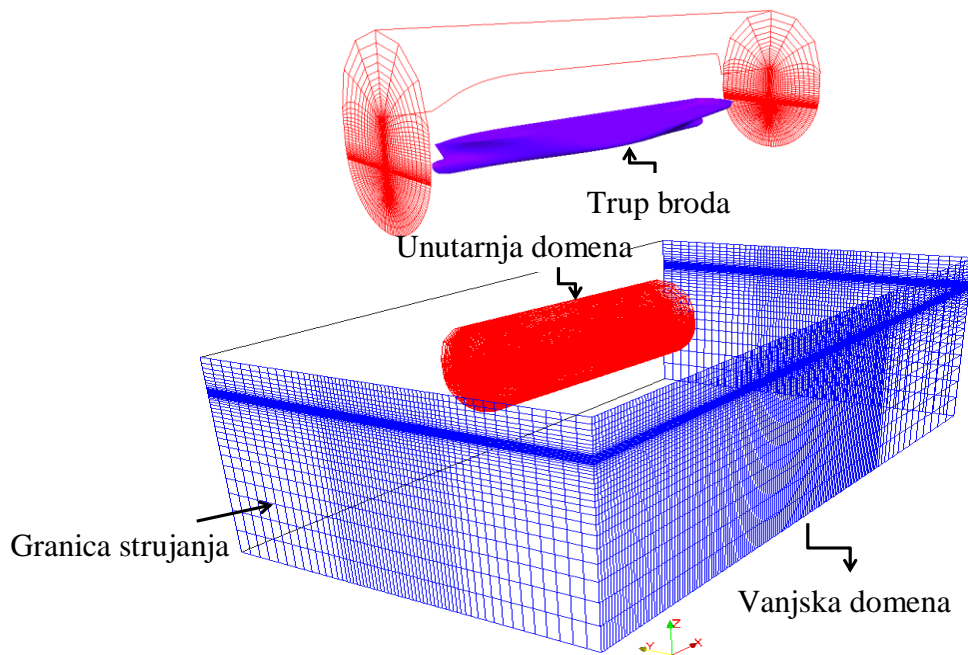 Trup broda
Unutarnja domena
Granica strujanja
Vanjska domena
Z
Y
X